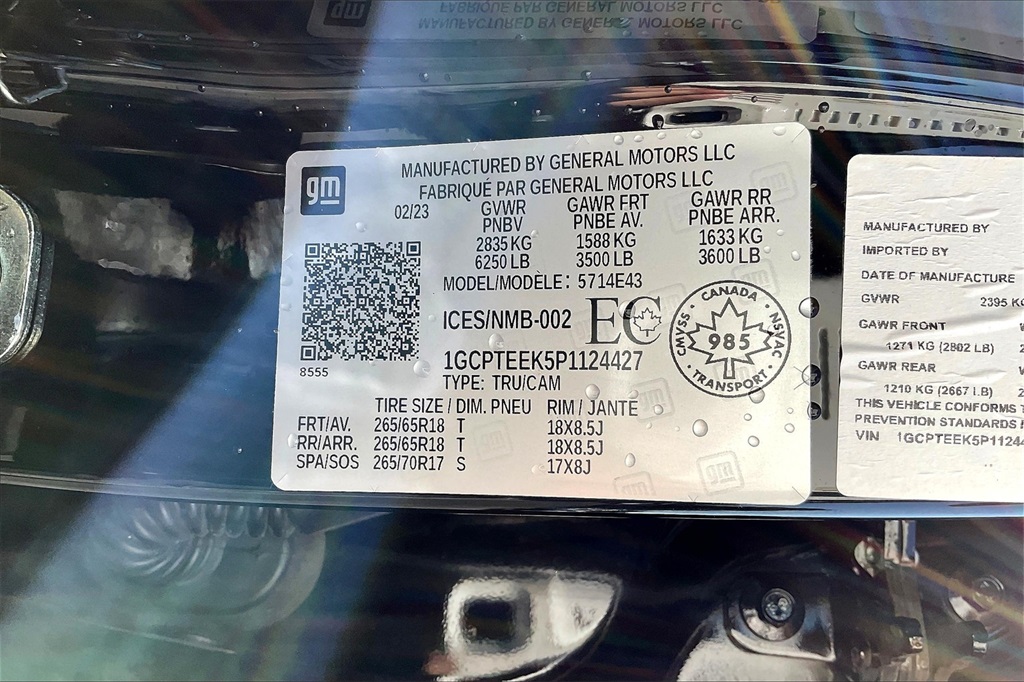 MANUFACTURED BY GENERAL MOTORS LLC
FABRIQUÉ PAR GENERAL MOTORS LLC
gm
02/23
GVWR GAWR FRT GAWR RR
PNBV PNBE AV. PNBE ARR.
2835 KG 1588 KG 1633 KG
6250 LB 3500 LB 3600 LB
MODEL/MODÈLE: 5714E43
ICES/NMB-002 EC
CANADA
CMVSS 985 NSVAC
TRANSPORT
1GCPTEEK5P1124427
8555
TYPE: TRU/CAM
TIRE SIZE / DIM. PNEU RIM / JANTE
FRT/AV. 265/65R18 T 18X8.5J
RR/ARR. 265/65R18 T 18X8.5J
SPA/SOS 265/70R17 S 17X8J
MANUFACTURED BY
IMPORTED BY
DATE OF MANUFACTURE
GVWR 2395 KG
GAWR FRONT
1271 KG (2802 LB)
GAWR REAR
1210 KG (2667 LB)
THIS VEHICLE CONFORMS
PREVENTION STANDARDS
VIN 1GCPTEEK5P1124